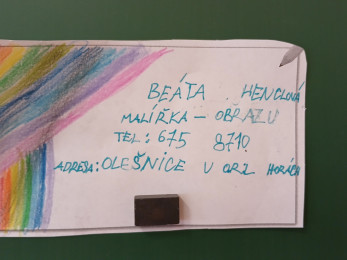 BEÁTA HENCLOVÁ
MALÍŘKA — OBRAZU
TEL: 675 8710
ADRESA: OLEŠNICE V ORL HORÁCH